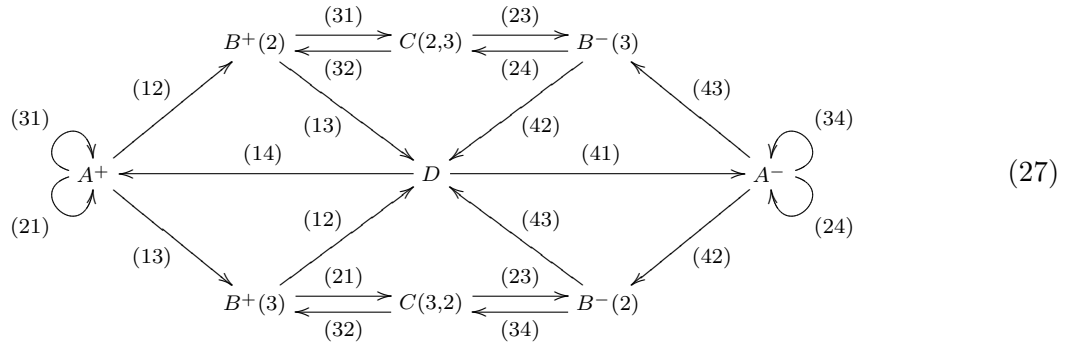 (31) (23)
B⁺(2) C(2,3) B⁻(3)
(32) (24)
(12) (43)
(31) (13) (42) (34)
(14) (41)
A⁺ D A⁻ (27)
(21) (12) (43) (24)
(13) (42)
(21) (23)
B⁺(3) C(3,2) B⁻(2)
(32) (34)